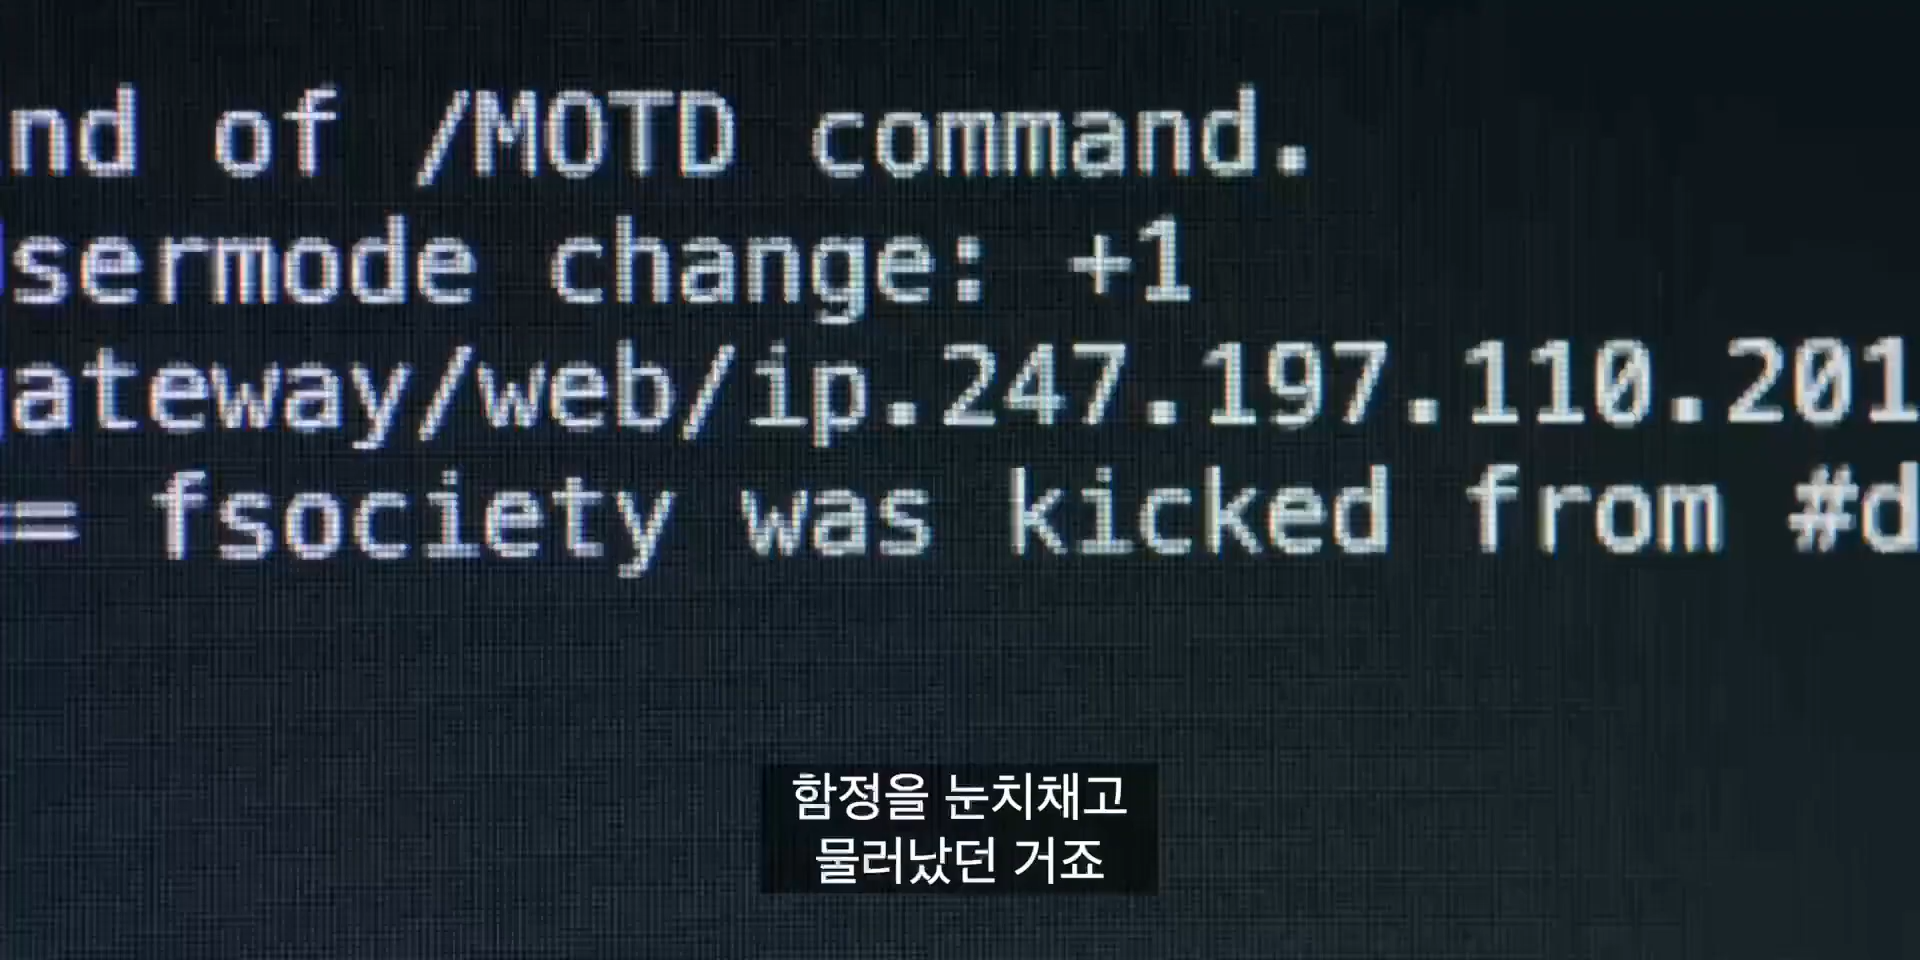 nd of /MOTD command.
sermode change: +1
gateway/web/ip.247.197.110.201
== fsociety was kicked from #d
함정을 눈치채고
물러났던 거죠